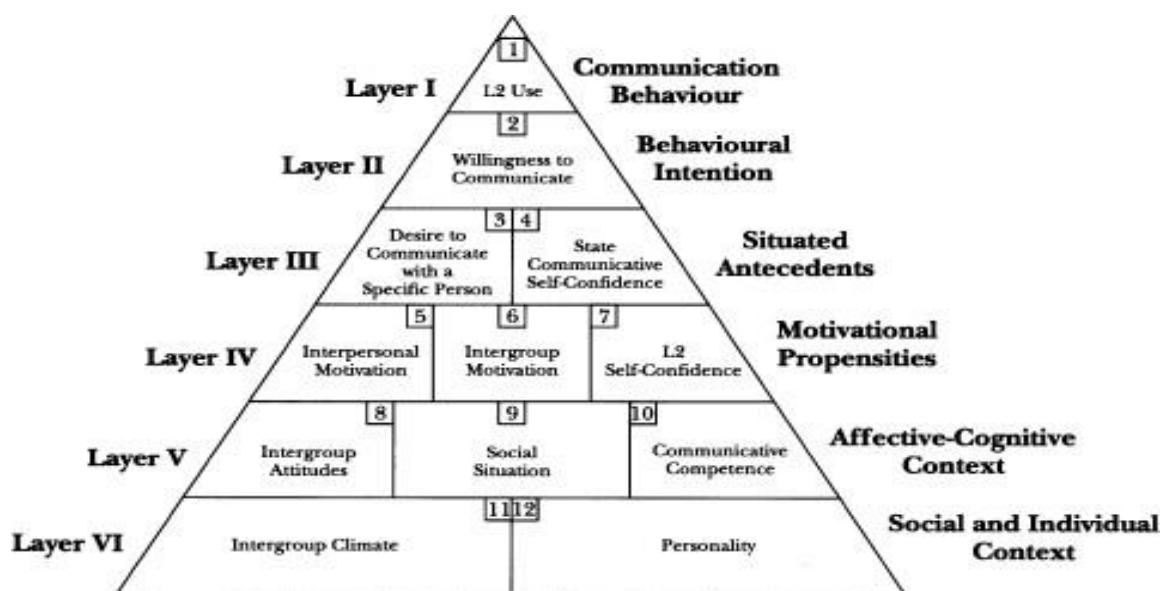 1
Layer I
L2 Use
Communication
Behaviour
2
Layer II
Willingness to
Communicate
Behavioural
Intention
3 4
Layer III
Desire to
Communicate
with a
Specific Person
State
Communicative
Self-Confidence
Situated
Antecedents
5 6 7
Layer IV
Interpersonal
Motivation
Intergroup
Motivation
L2
Self-Confidence
Motivational
Propensities
8 9 10
Layer V
Intergroup
Attitudes
Social
Situation
Communicative
Competence
Affective-Cognitive
Context
11 12
Layer VI
Intergroup Climate
Personality
Social and Individual
Context